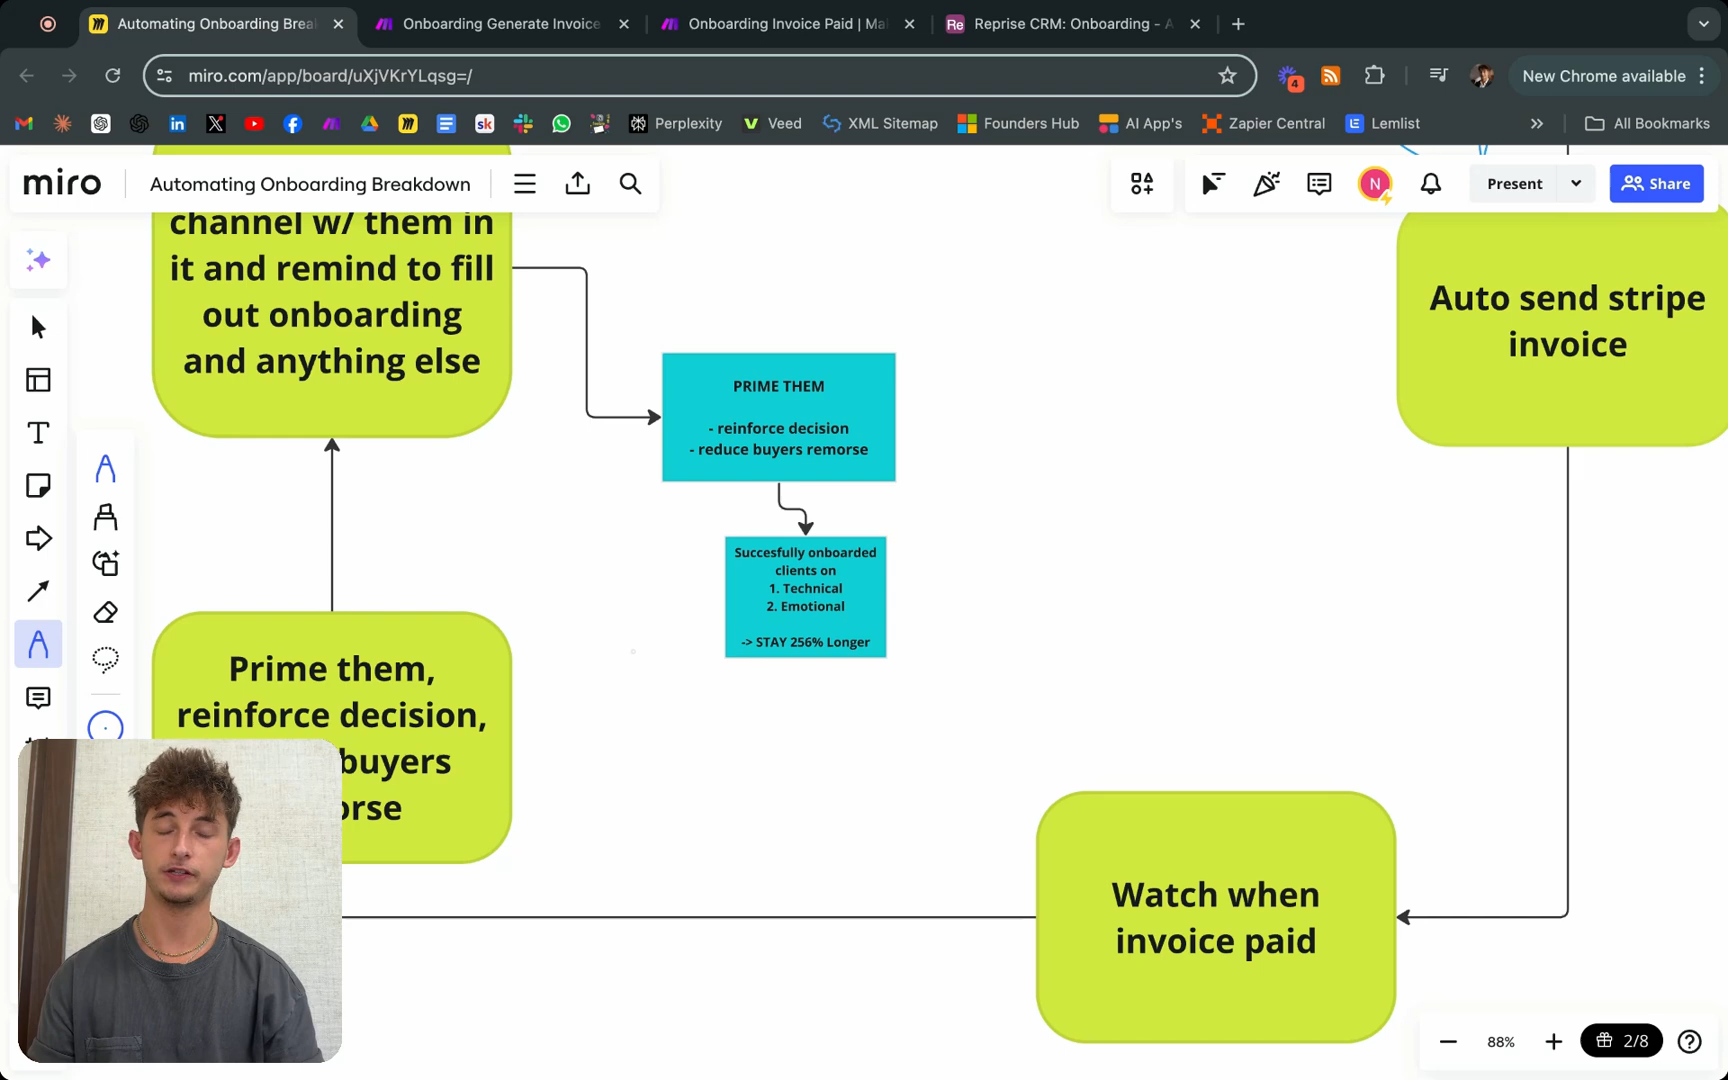 Automating Onboarding Brea
Onboarding Generate Invoice
Onboarding Invoice Paid | Ma
Re
Reprise CRM: Onboarding - A
miro.com/app/board/uXjVKrYLqsg=/
4
New Chrome available
sk
Perplexity
Veed
XML Sitemap
Founders Hub
AI App's
Zapier Central
Lemlist
All Bookmarks
miro
Automating Onboarding Breakdown
N
Present
Share
channel w/ them in
it and remind to fill
out onboarding
and anything else
PRIME THEM
- reinforce decision
- reduce buyers remorse
Succesfully onboarded
clients on
1. Technical
2. Emotional
-> STAY 256% Longer
Auto send stripe
invoice
Prime them,
reinforce decision,
buyers
orse
Watch when
invoice paid
88%
2/8